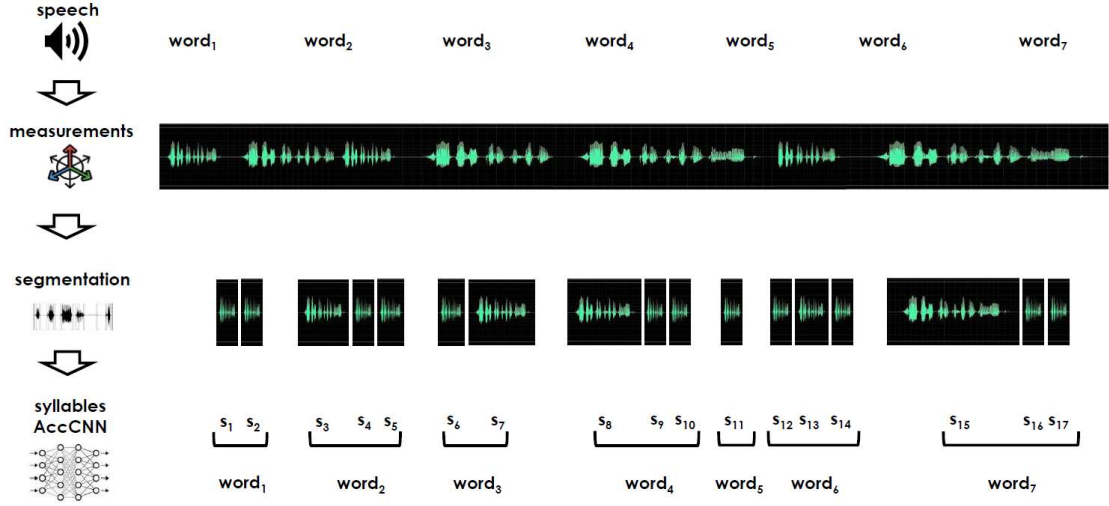 speech
word₁ word₂ word₃ word₄ word₅ word₆ word₇
measurements
segmentation
syllables
AccCNN
s₁ s₂ s₃ s₄ s₅ s₆ s₇ s₈ s₉ s₁₀ s₁₁ s₁₂ s₁₃ s₁₄ s₁₅ s₁₆ s₁₇
word₁ word₂ word₃ word₄ word₅ word₆ word₇